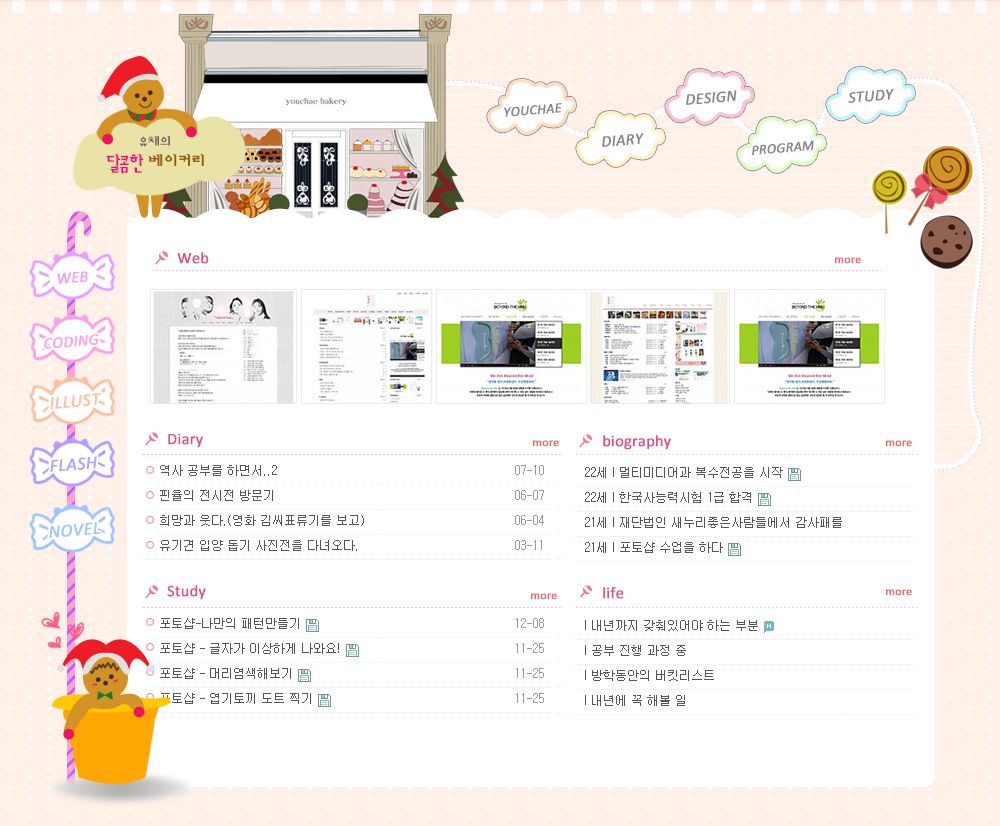 youchae bakery
유채의
달콤한 베이커리
YOUCHAE
DIARY
DESIGN
PROGRAM
STUDY
WEB
CODING
ILLUST
FLASH
NOVEL
Web
more
Diary
more
역사 공부를 하면서..2 07-10
핀율의 전시전 방문기 06-07
희망과 웃다.(영화 김씨표류기를 보고) 06-04
유기견 입양 돕기 사진전을 다녀오다. 03-11
biography
more
22세 l 멀티미디어과 복수전공을 시작
22세 l 한국사능력시험 1급 합격
21세 l 재단법인 새누리좋은사람들에서 감사패를
21세 l 포토샵 수업을 하다
Study
more
포토샵-나만의 패턴만들기 12-08
포토샵 - 글자가 이상하게 나와요! 11-25
포토샵 - 머리염색해보기 11-25
포토샵 - 엽기토끼 도트 찍기 11-25
life
more
l 내년까지 갖춰있어야 하는 부분
l 공부 진행 과정 중
l 방학동안의 버킷리스트
l 내년에 꼭 해볼 일